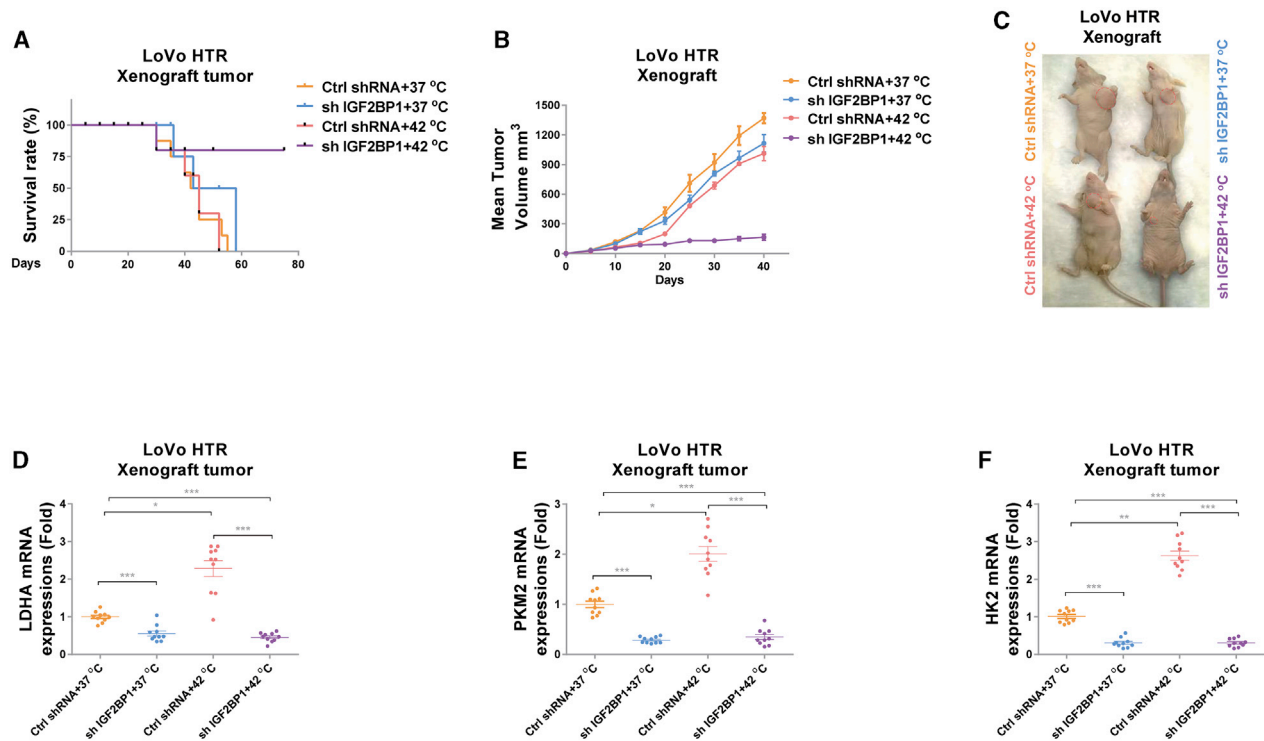 A
LoVo HTR
Xenograft tumor
Ctrl shRNA+37 °C
sh IGF2BP1+37 °C
Ctrl shRNA+42 °C
sh IGF2BP1+42 °C
Survival rate (%)
100
75
50
25
0
Days
0 20 40 60 80
B
LoVo HTR
Xenograft
Ctrl shRNA+37 °C
sh IGF2BP1+37 °C
Ctrl shRNA+42 °C
sh IGF2BP1+42 °C
Mean Tumor
Volume mm³
1500
1200
900
600
300
0
0 10 20 30 40
Days
C
LoVo HTR
Xenograft
Ctrl shRNA+37 °C
sh IGF2BP1+37 °C
Ctrl shRNA+42 °C
sh IGF2BP1+42 °C
D
LoVo HTR
Xenograft tumor
LDHA mRNA
expressions (Fold)
4
3
2
1
0
***
*
***
***
Ctrl shRNA+37 °C
sh IGF2BP1+37 °C
Ctrl shRNA+42 °C
sh IGF2BP1+42 °C
E
LoVo HTR
Xenograft tumor
PKM2 mRNA
expressions (Fold)
3
2
1
0
***
*
***
***
Ctrl shRNA+37 °C
sh IGF2BP1+37 °C
Ctrl shRNA+42 °C
sh IGF2BP1+42 °C
F
LoVo HTR
Xenograft tumor
HK2 mRNA
expressions (Fold)
4
3
2
1
0
***
**
***
***
Ctrl shRNA+37 °C
sh IGF2BP1+37 °C
Ctrl shRNA+42 °C
sh IGF2BP1+42 °C